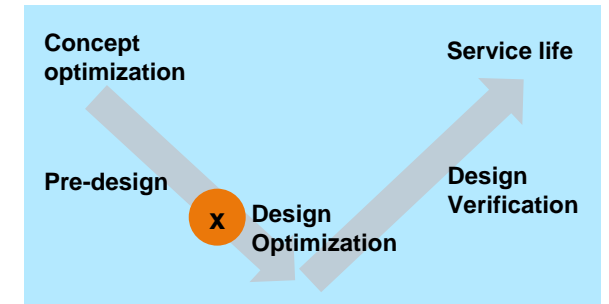 Concept
optimization
Service life
Pre-design
x
Design
Optimization
Design
Verification